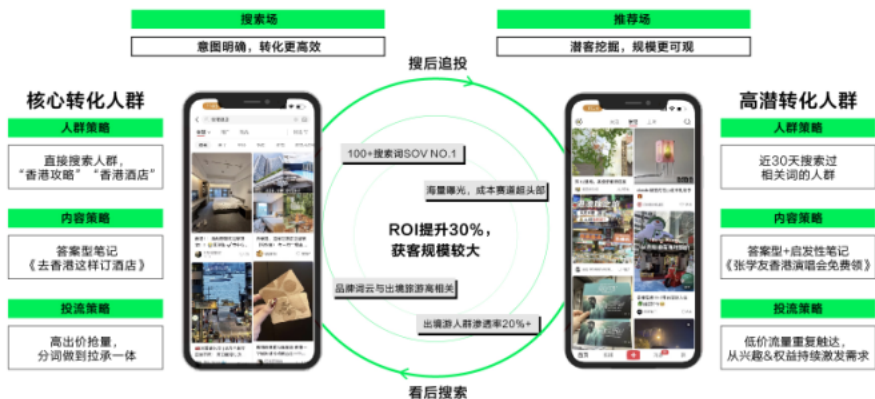 搜索场
意图明确，转化更高效
推荐场
潜客挖掘，规模更可观
搜后追投
核心转化人群
人群策略
直接搜索人群，
“香港攻略”“香港酒店”
内容策略
答案型笔记
《去香港这样订酒店》
投流策略
高出价抢量，
分词做到拉承一体
100+搜索词SOV NO.1
海量曝光，成本赛道超头部
ROI提升30%，
获客规模较大
品牌词云与出境旅游高相关
出境游人群渗透率20%+
看后搜索
高潜转化人群
人群策略
近30天搜索过
相关词的人群
内容策略
答案型+启发性笔记
《张学友香港演唱会免费领》
投流策略
低价流量重复触达，
从兴趣&权益持续激发需求